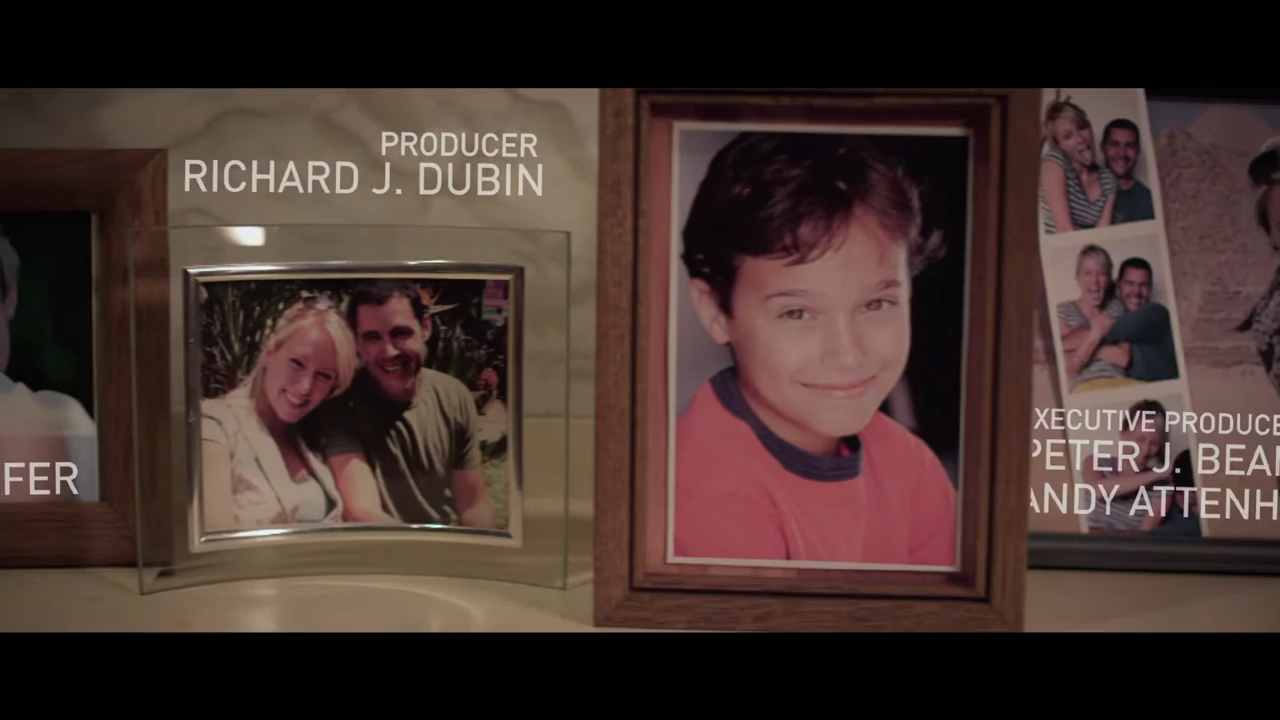 PRODUCER
RICHARD J. DUBIN
FER
XECUTIVE PRODUCE
PETER J. BEA
ANDY ATTENH